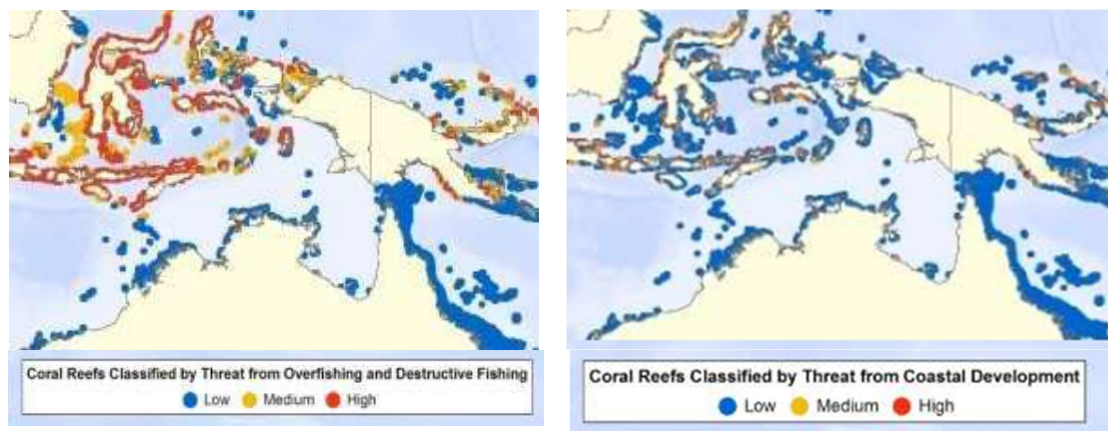 Coral Reefs Classified by Threat from Overfishing and Destructive Fishing
Low Medium High
Coral Reefs Classified by Threat from Coastal Development
Low Medium High